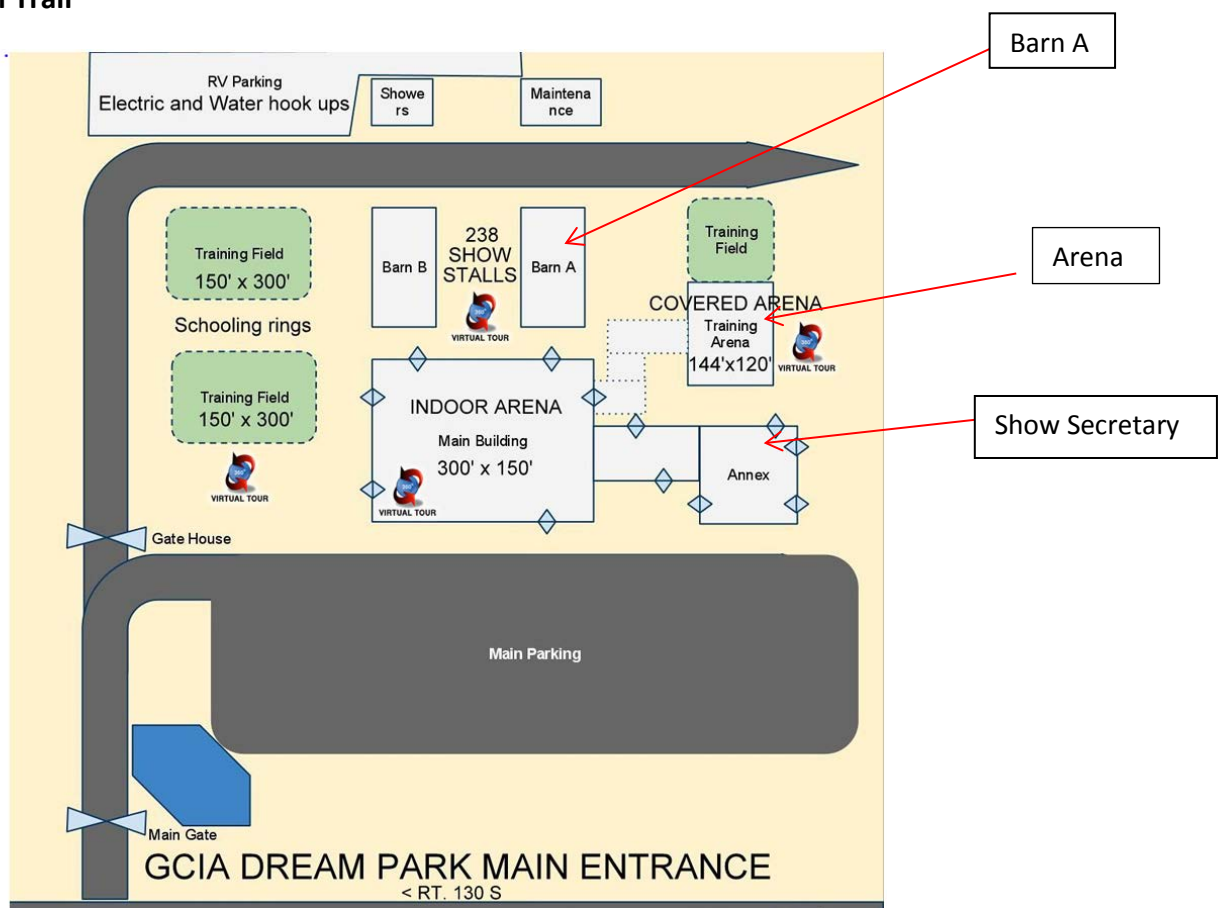 Trail
Barn A
RV Parking
Electric and Water hook ups
Showe
rs
Maintena
nce
Training Field
150' x 300'
Schooling rings
Barn B
238
SHOW
STALLS
VIRTUAL TOUR
Barn A
Training
Field
Arena
COVERED ARENA
Training
Arena
144'x120'
VIRTUAL TOUR
Training Field
150' x 300'
VIRTUAL TOUR
INDOOR ARENA
Main Building
300' x 150'
VIRTUAL TOUR
Annex
Show Secretary
Gate House
Main Parking
Main Gate
GCIA DREAM PARK MAIN ENTRANCE
< RT. 130 S